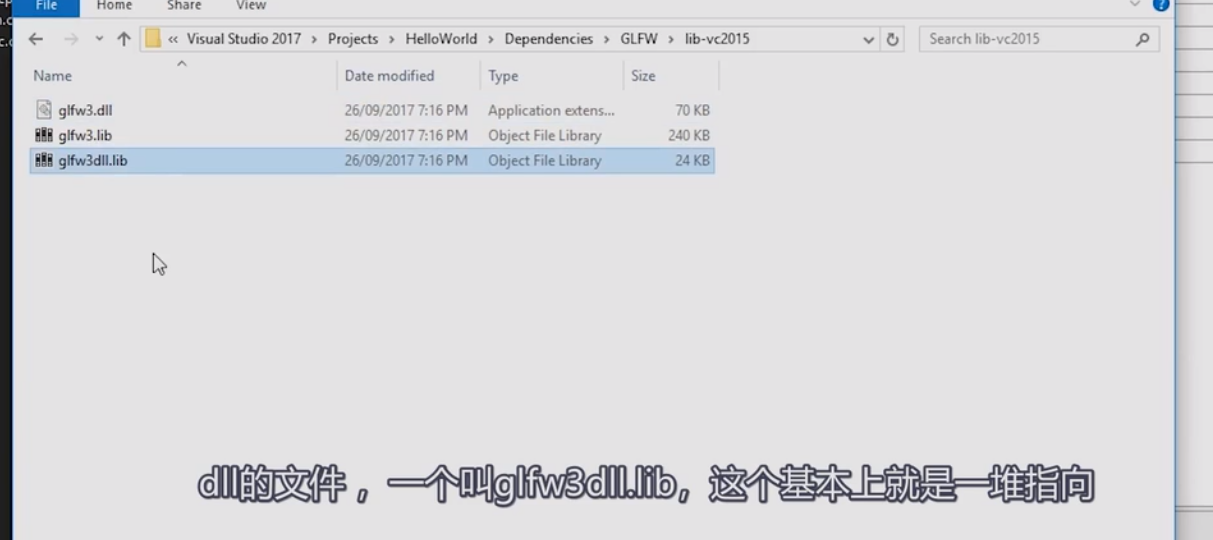 File Home Share View
« Visual Studio 2017 › Projects › HelloWorld › Dependencies › GLFW › lib-vc2015 Search lib-vc2015
Name Date modified Type Size
glfw3.dll 26/09/2017 7:16 PM Application extens... 70 KB
glfw3.lib 26/09/2017 7:16 PM Object File Library 240 KB
glfw3dll.lib 26/09/2017 7:16 PM Object File Library 24 KB
dll的文件，一个叫glfw3dll.lib，这个基本上就是一堆指向